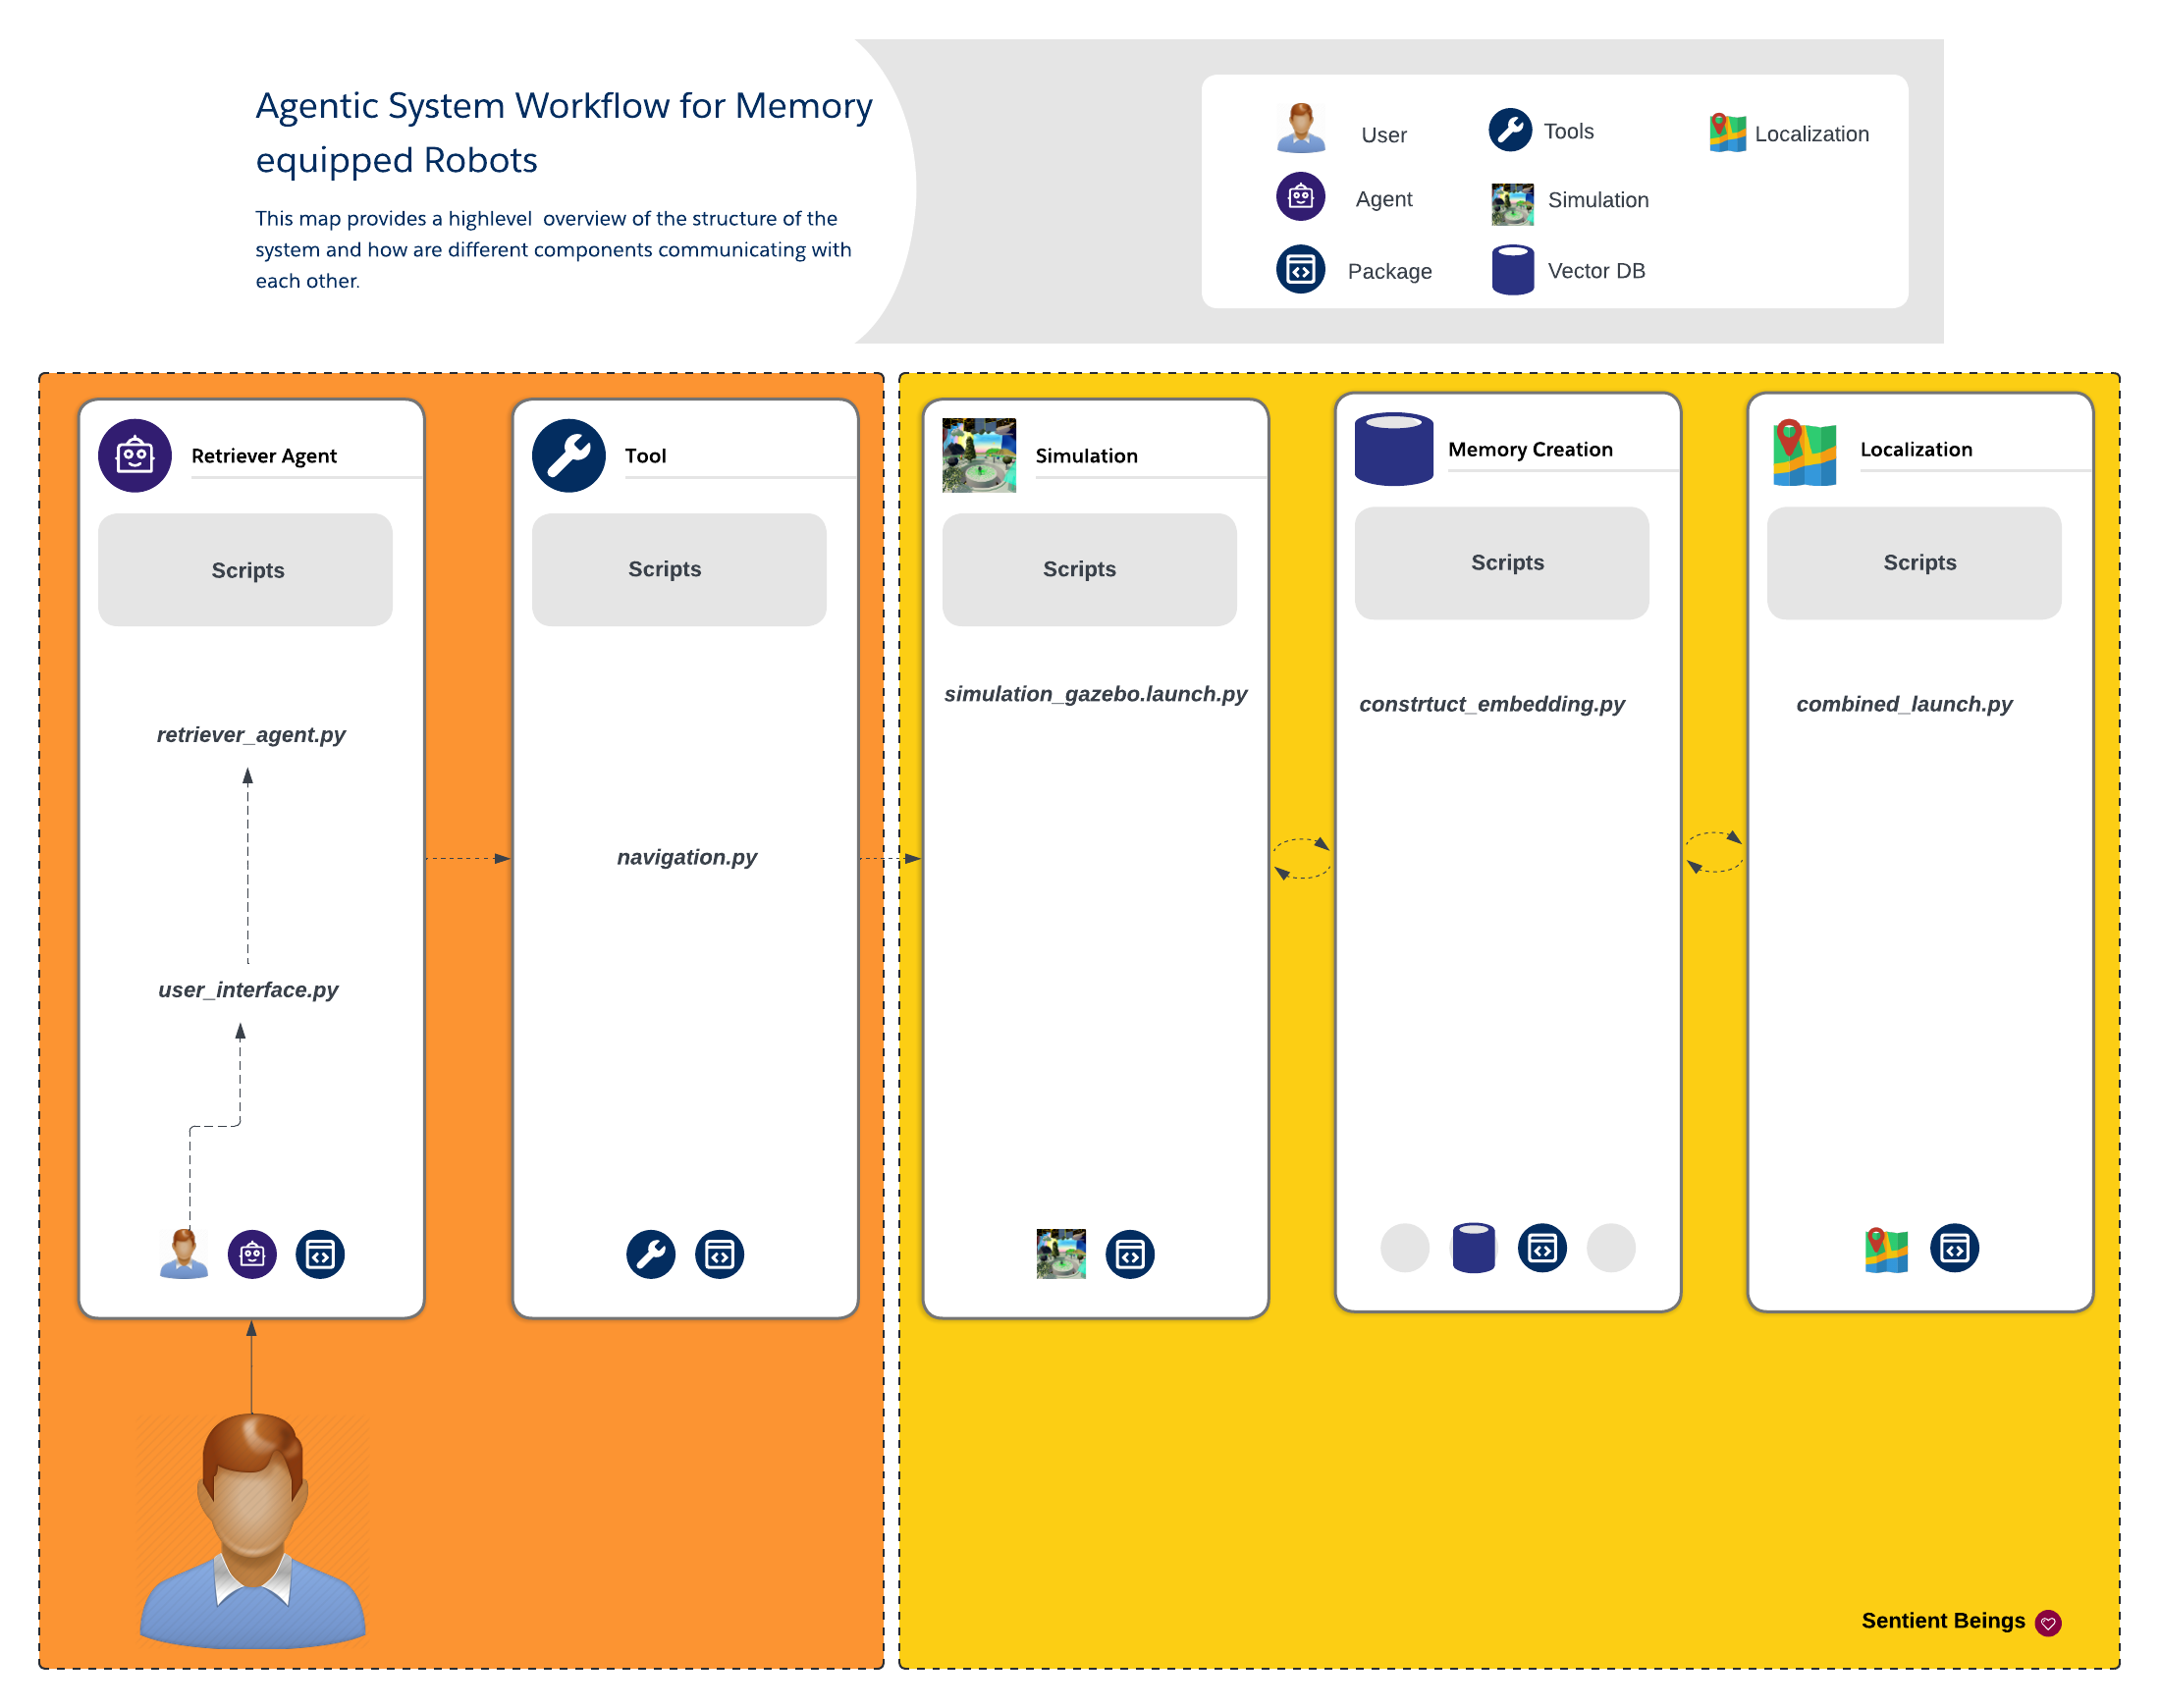 Agentic System Workflow for Memory
equipped Robots
This map provides a highlevel  overview of the structure of the
system and how are different components communicating with
each other.
User
Tools
Localization
Agent
Simulation
Package
Vector DB
Retriever Agent
Tool
Simulation
Memory Creation
Localization
Scripts
Scripts
Scripts
Scripts
Scripts
retriever_agent.py
user_interface.py
navigation.py
simulation_gazebo.launch.py
constrtuct_embedding.py
combined_launch.py
Sentient Beings